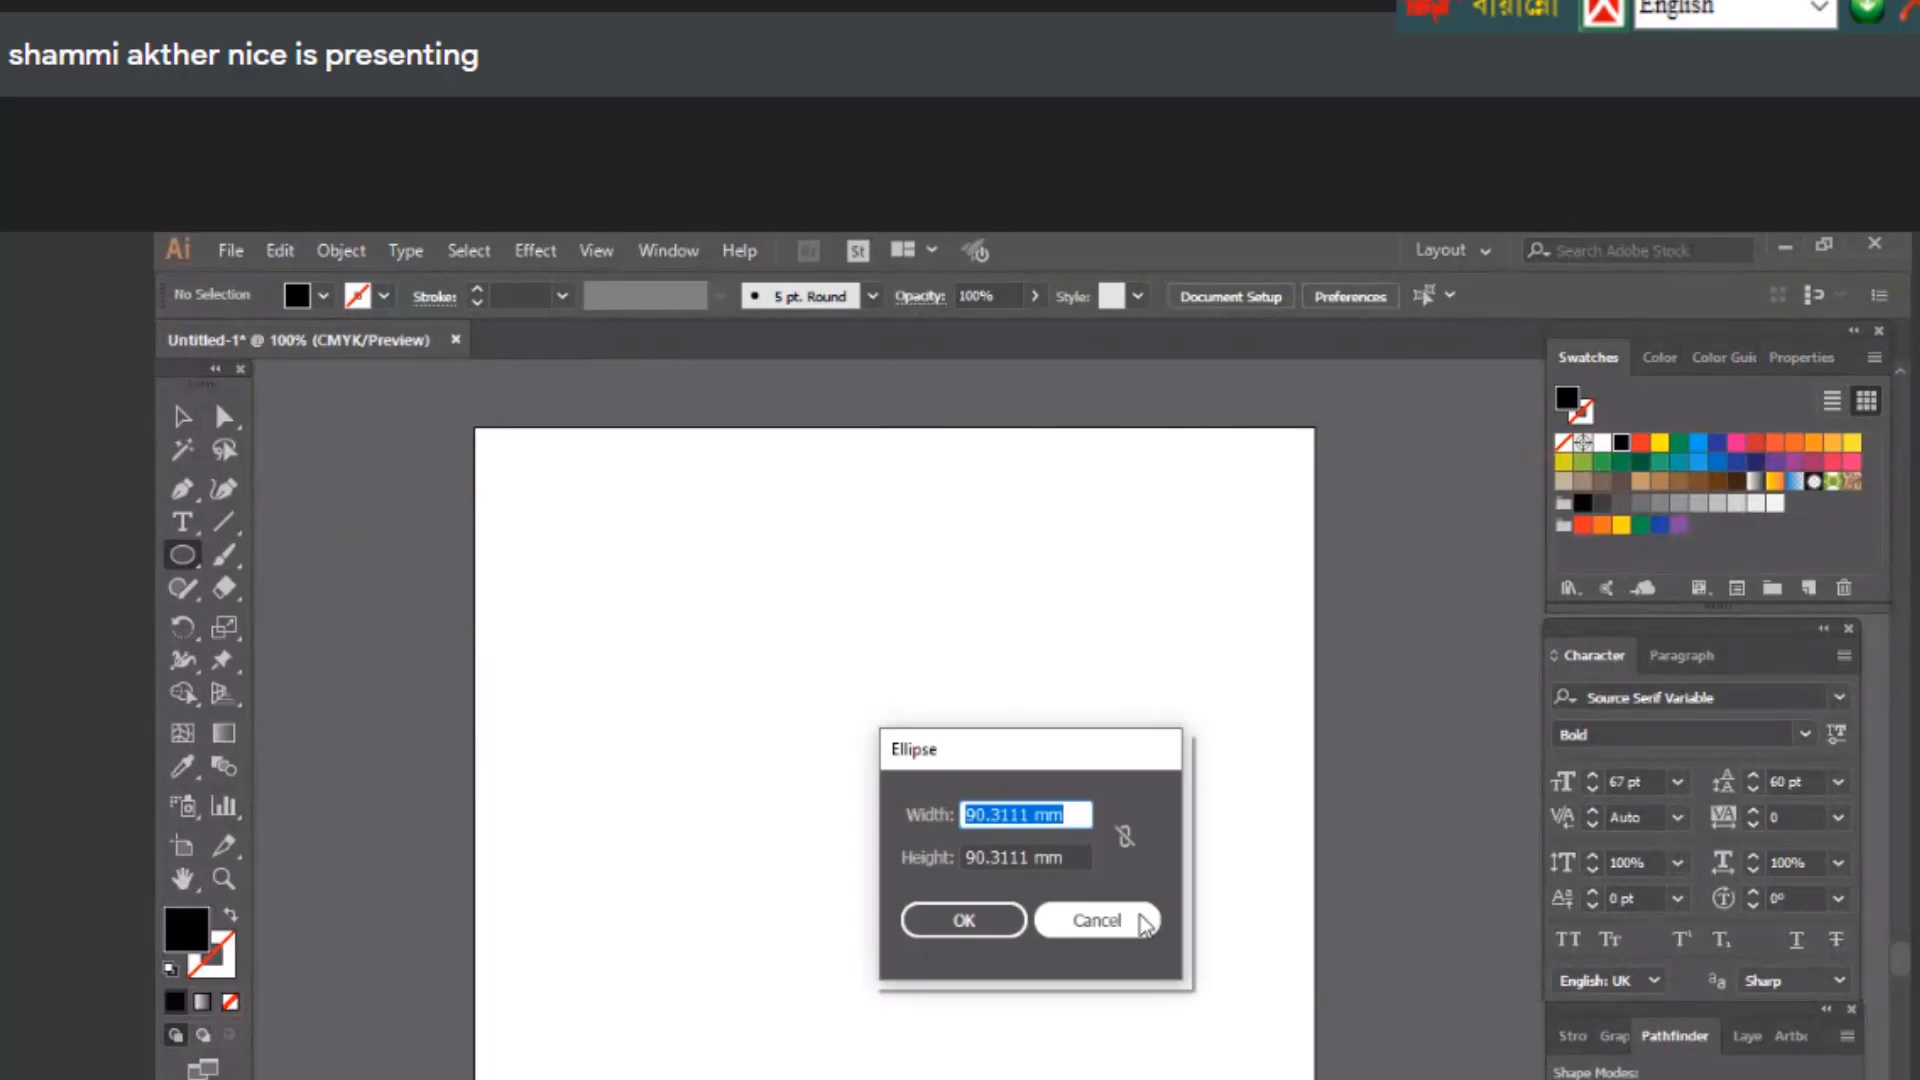 বায়ান্নো
English
shammi akther nice is presenting
Ai File Edit Object Type Select Effect View Window Help Br St Layout Search Adobe Stock
No Selection Stroke: 5 pt. Round Opacity: 100% Style: Document Setup Preferences
Untitled-1* @ 100% (CMYK/Preview)
Swatches Color Color Guide Properties
Character Paragraph
Source Serif Variable
Bold
67 pt 60 pt
Auto 0
100% 100%
0 pt 0°
English: UK Sharp
Stro Grap Pathfinder Laye Artbo
Shape Modes:
Ellipse
Width: 90.3111 mm
Height: 90.3111 mm
OK Cancel